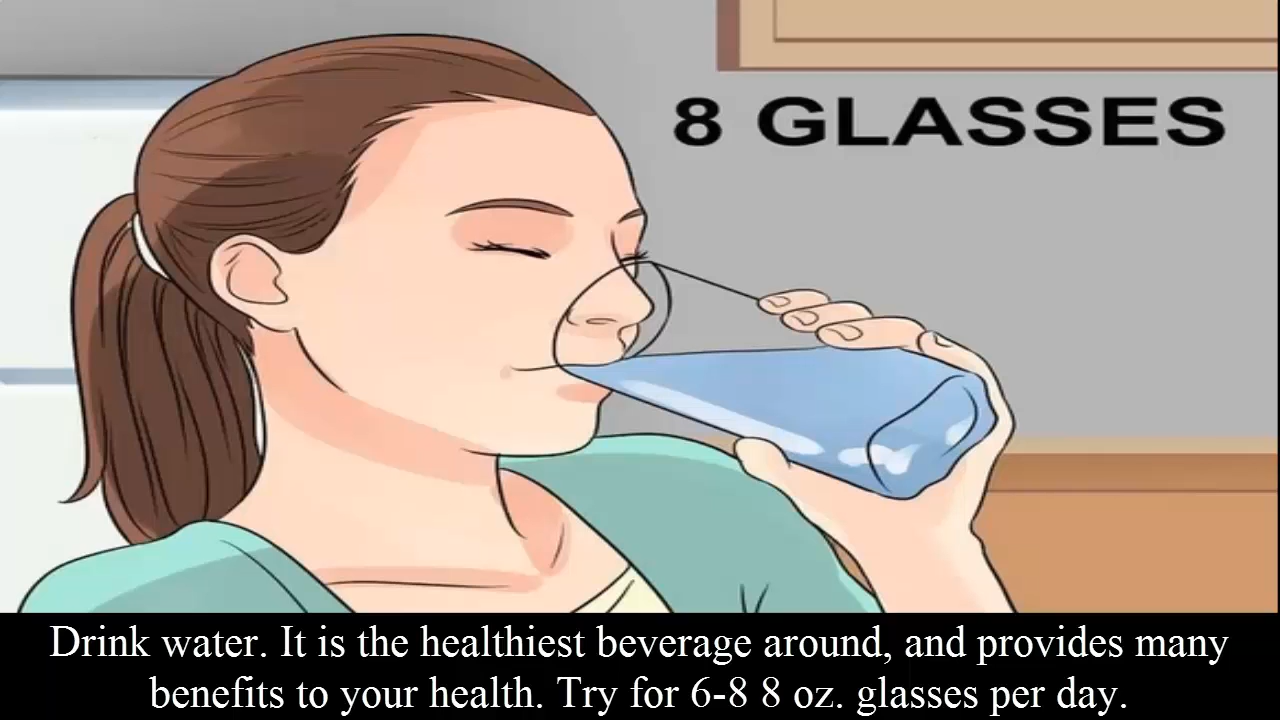 8 GLASSES
Drink water. It is the healthiest beverage around, and provides many
benefits to your health. Try for 6-8 8 oz. glasses per day.